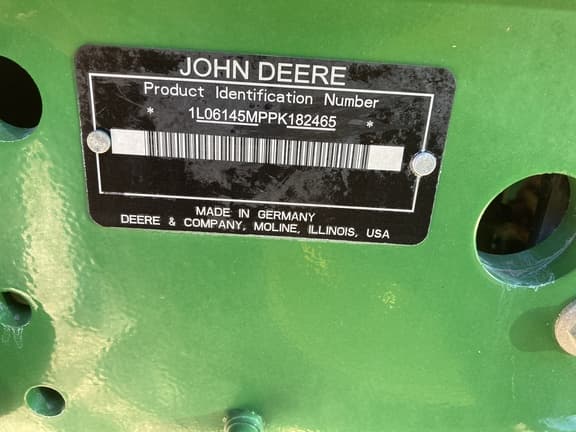 JOHN DEERE
Product Identification Number
* 1L06145MPPK182465 *
MADE IN GERMANY
DEERE & COMPANY, MOLINE, ILLINOIS, USA